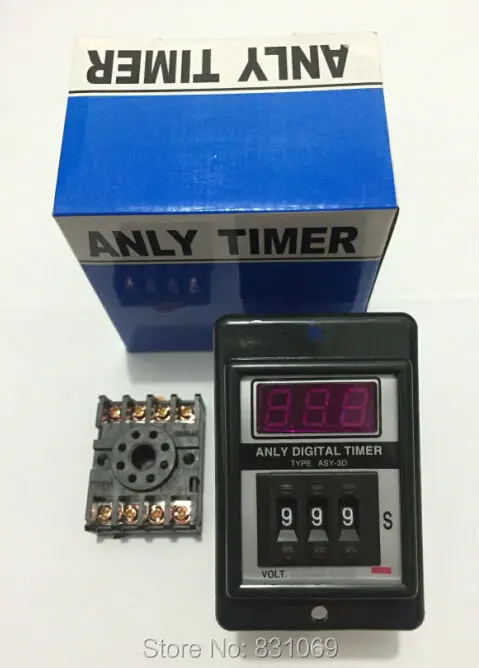 ANLY TIMER
ANLY TIMER
888
ANLY DIGITAL TIMER
TYPE ASY-3D
9 9 9 S
VOLT.
Store No: 831069